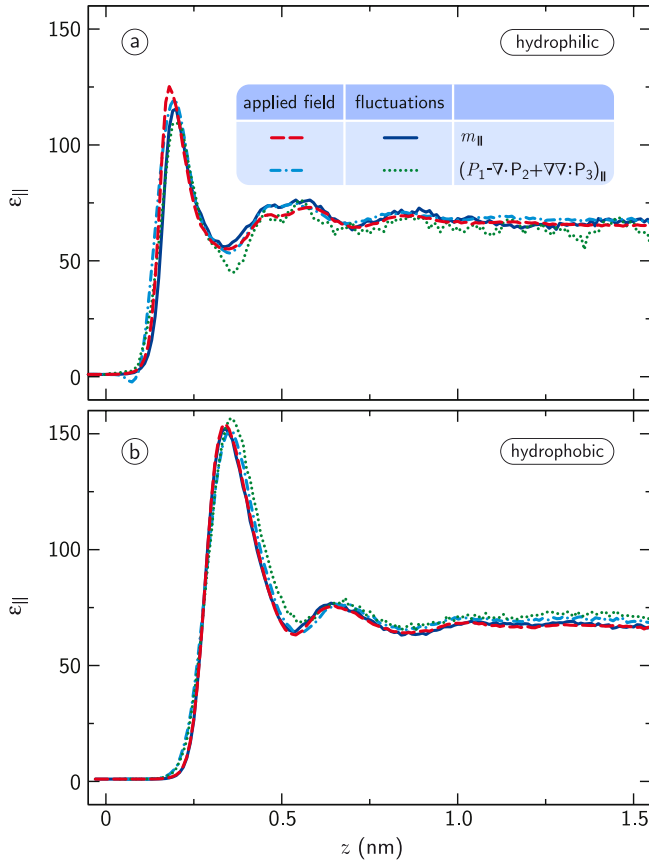 150
a
hydrophilic
applied field fluctuations
m∥
100
(P₁-∇·P₂+∇∇:P₃)∥
ε∥
50
0
150
b
hydrophobic
100
ε∥
50
0
0 0.5 1.0 1.5
z (nm)